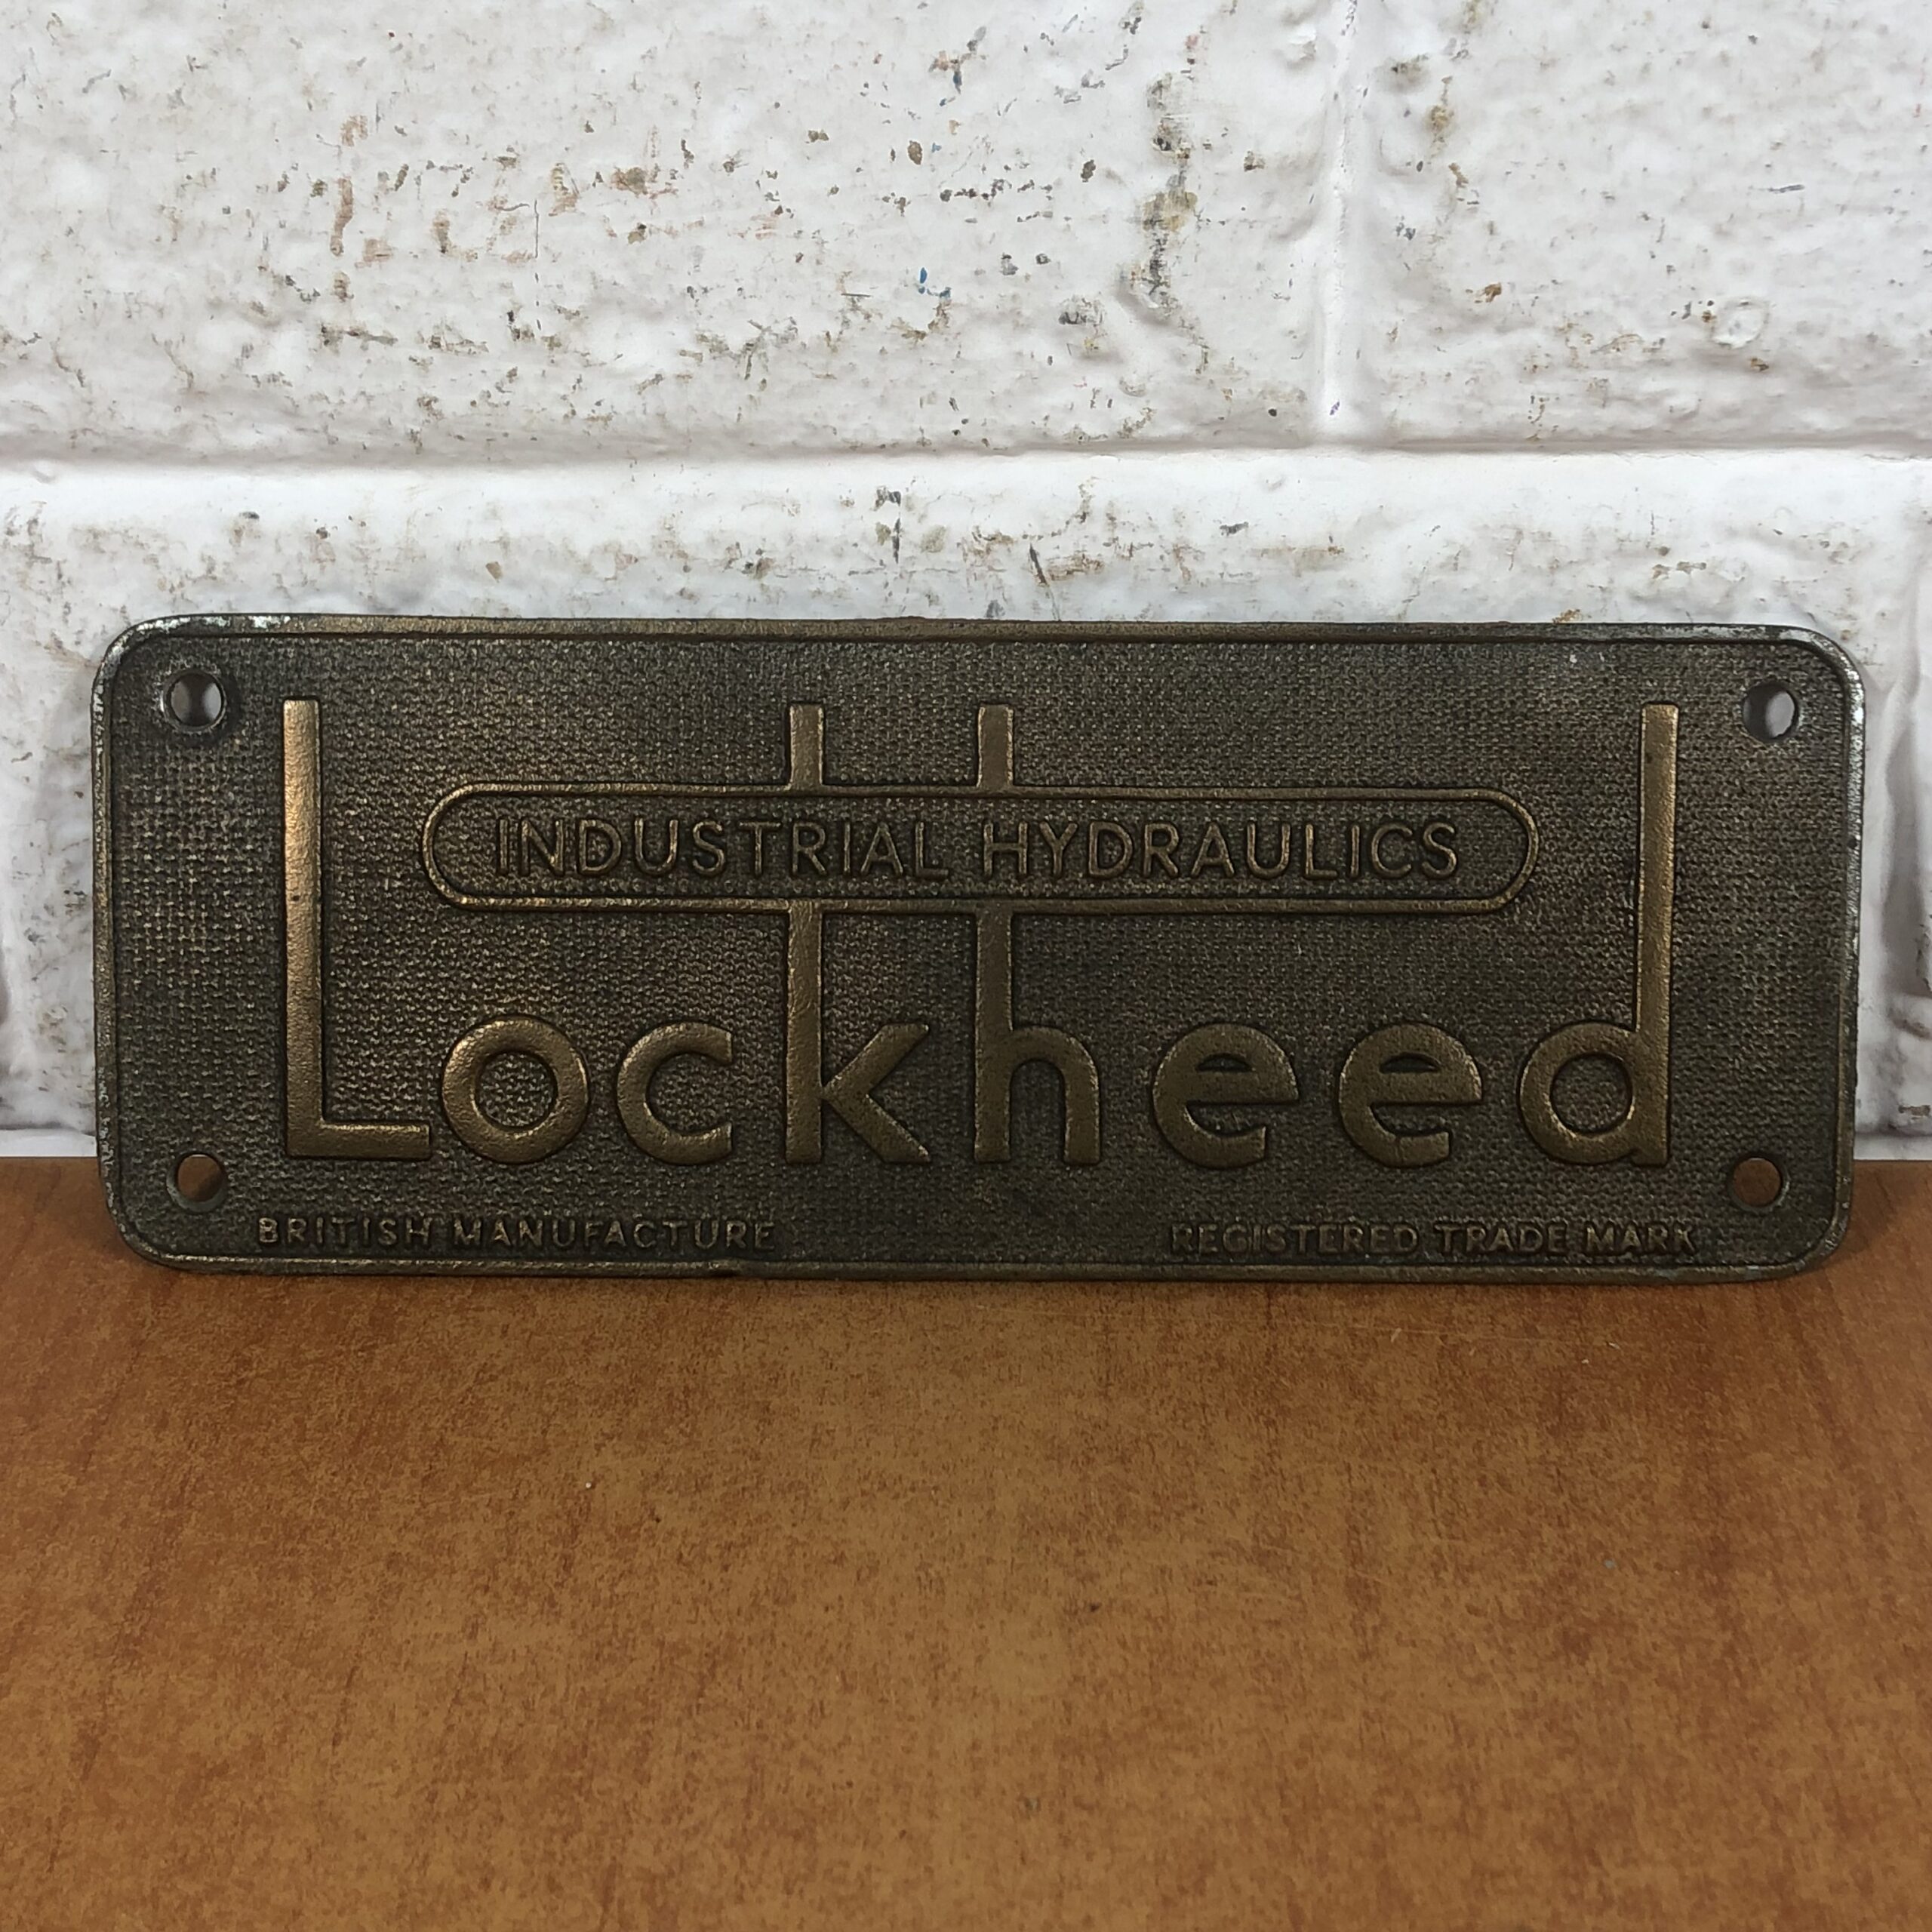 INDUSTRIAL HYDRAULICS
Lockheed
BRITISH MANUFACTURE
REGISTERED TRADE MARK